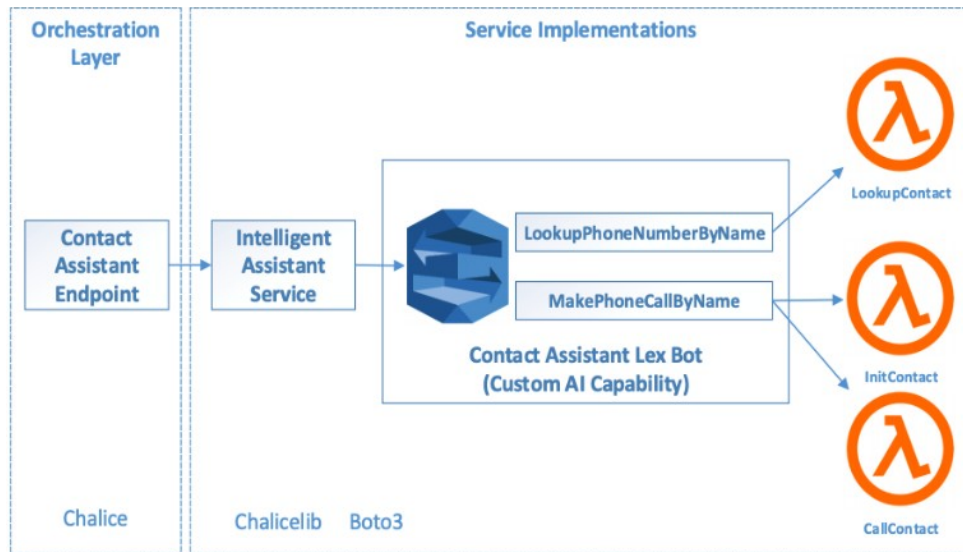 Orchestration
Layer
Service Implementations
LookupContact
Contact
Assistant
Endpoint
Intelligent
Assistant
Service
LookupPhoneNumberByName
MakePhoneCallByName
Contact Assistant Lex Bot
(Custom AI Capability)
InitContact
Chalice
Chalicelib Boto3
CallContact